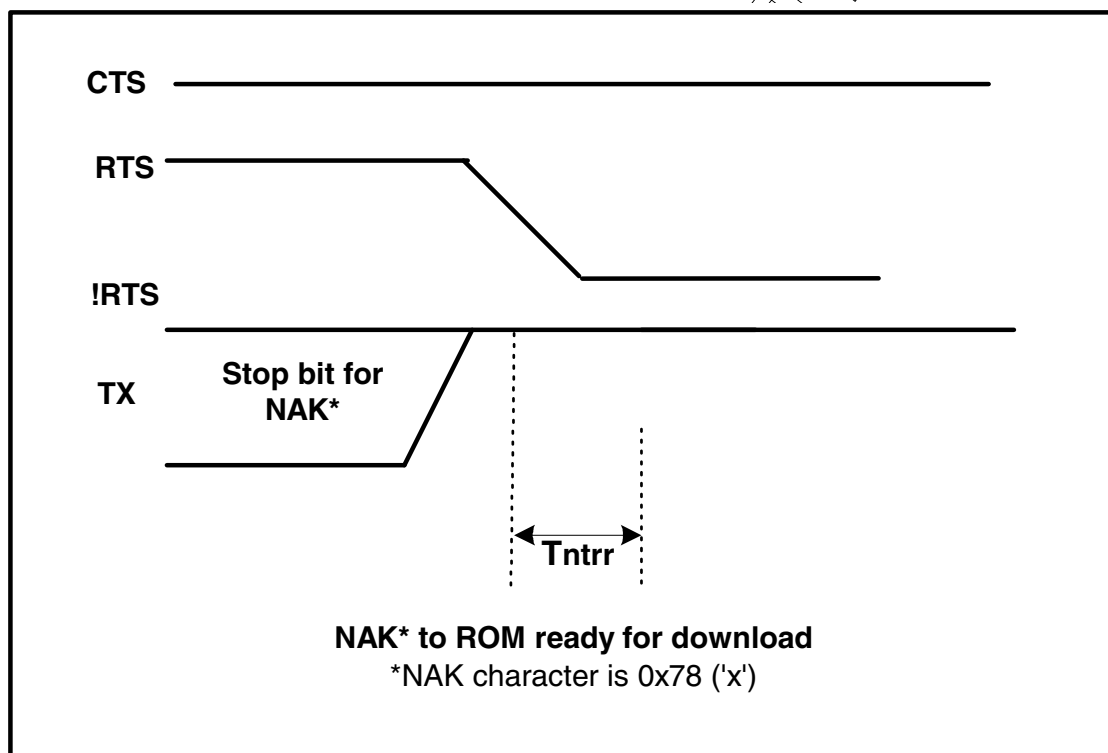 CTS
RTS
!RTS
TX
Stop bit for
NAK*
Tntrr
NAK* to ROM ready for download
*NAK character is 0x78 ('x')